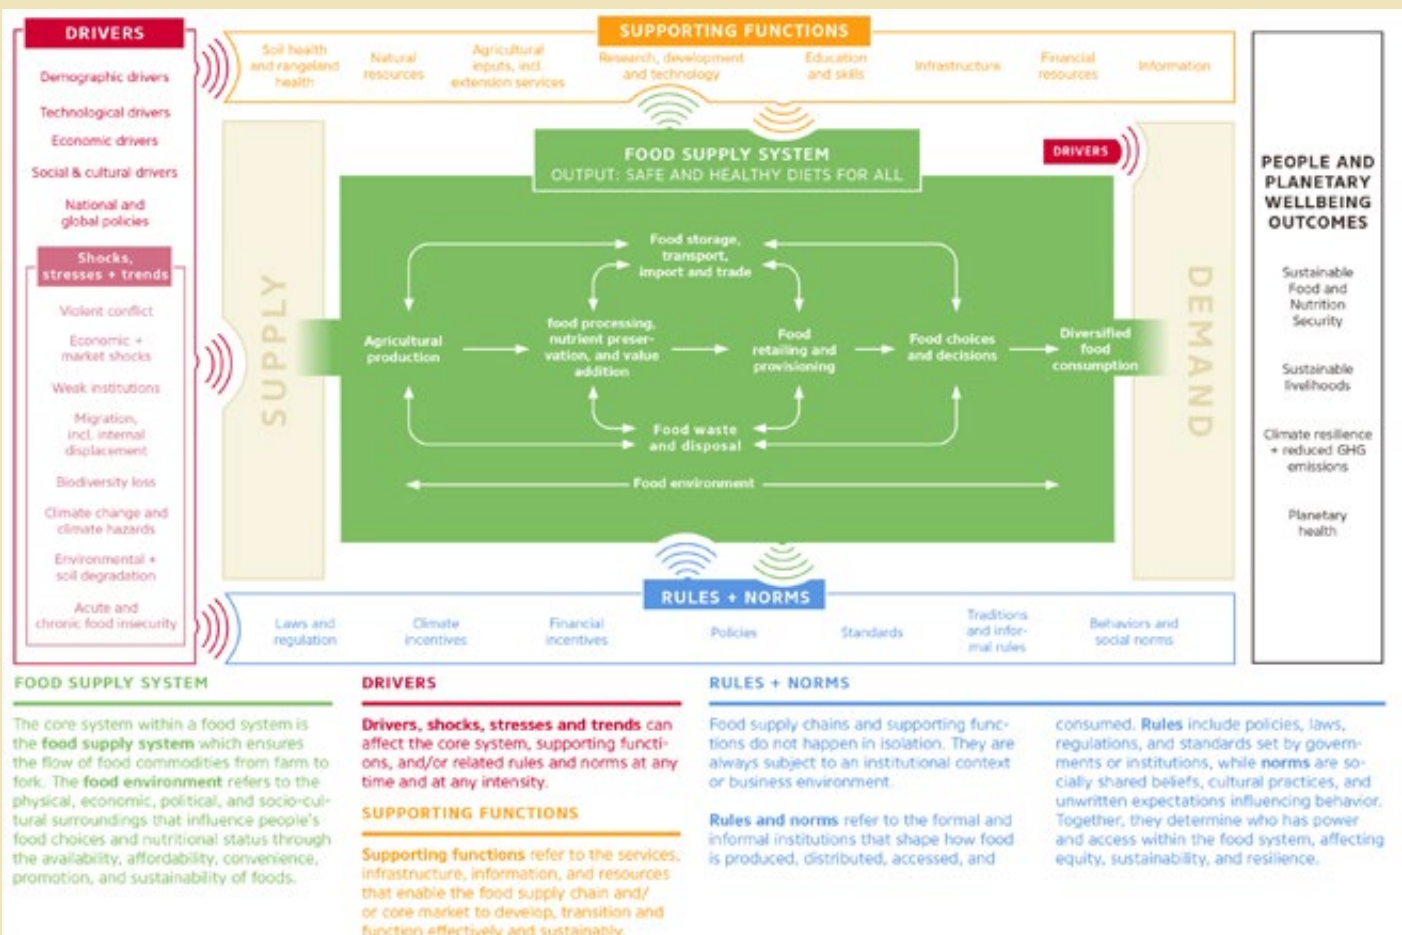 DRIVERS
Demographic drivers
Technological drivers
Economic drivers
Social & cultural drivers
National and
global policies
Shocks,
stresses + trends
Violent conflict
Economic +
market shocks
Weak institutions
Migration,
incl. internal
displacement
Biodiversity loss
Climate change and
climate hazards
Environmental +
soil degradation
Acute and
chronic food insecurity
SUPPORTING FUNCTIONS
Soil health
and rangeland
health
Natural
resources
Agricultural
inputs, incl.
extension services
Research, development
and technology
Education
and skills
Infrastructure
Financial
resources
Information
SUPPLY
FOOD SUPPLY SYSTEM
OUTPUT: SAFE AND HEALTHY DIETS FOR ALL
DRIVERS
Food storage,
transport,
import and trade
Agricultural
production
food processing,
nutrient preser-
vation, and value
addition
Food
retailing and
provisioning
Food choices
and decisions
Diversified
food
consumption
Food waste
and disposal
Food environment
DEMAND
RULES + NORMS
Laws and
regulation
Climate
incentives
Financial
incentives
Policies
Standards
Traditions
and infor-
mal rules
Behaviors and
social norms
PEOPLE AND
PLANETARY
WELLBEING
OUTCOMES
Sustainable
Food and
Nutrition
Security
Sustainable
livelihoods
Climate resilience
+ reduced GHG
emissions
Planetary
health
FOOD SUPPLY SYSTEM
The core system within a food system is
the food supply system which ensures
the flow of food commodities from farm to
fork. The food environment refers to the
physical, economic, political, and socio-cul-
tural surroundings that influence people's
food choices and nutritional status through
the availability, affordability, convenience,
promotion, and sustainability of foods.
DRIVERS
Drivers, shocks, stresses and trends can
affect the core system, supporting functi-
ons, and/or related rules and norms at any
time and at any intensity.
SUPPORTING FUNCTIONS
Supporting functions refer to the services,
infrastructure, information, and resources
that enable the food supply chain and/
or core market to develop, transition and
function effectively and sustainably.
RULES + NORMS
Food supply chains and supporting func-
tions do not happen in isolation. They are
always subject to an institutional context
or business environment.
Rules and norms refer to the formal and
informal institutions that shape how food
is produced, distributed, accessed, and
consumed. Rules include policies, laws,
regulations, and standards set by govern-
ments or institutions, while norms are so-
cially shared beliefs, cultural practices, and
unwritten expectations influencing behavior.
Together, they determine who has power
and access within the food system, affecting
equity, sustainability, and resilience.